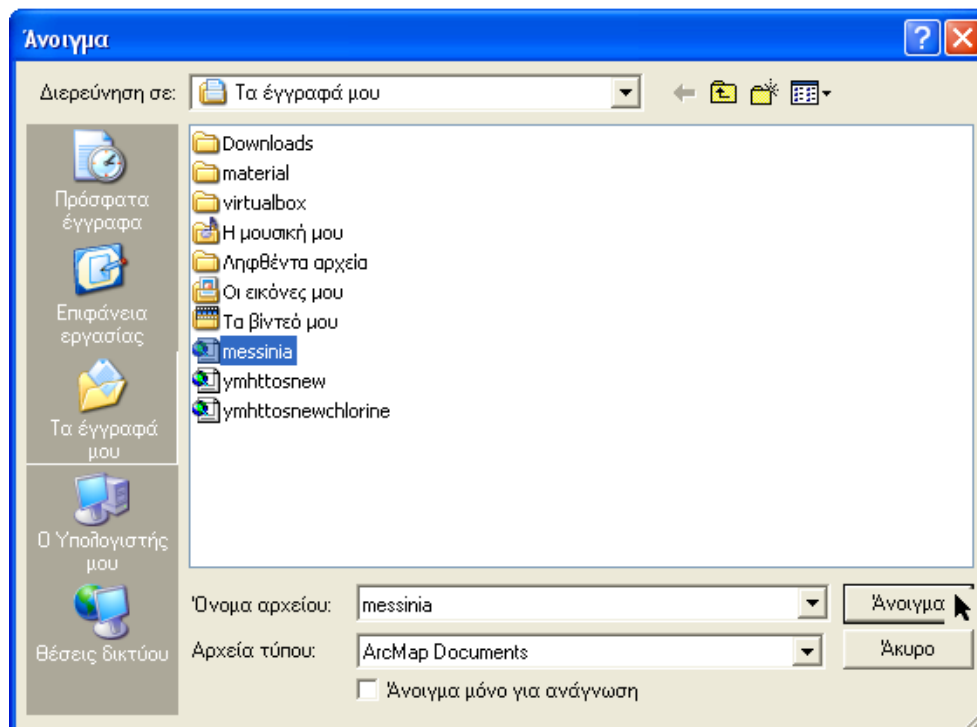 Άνοιγμα
Διερεύνηση σε:
Τα έγγραφά μου
Πρόσφατα
έγγραφα
Επιφάνεια
εργασίας
Τα έγγραφά
μου
Ο Υπολογιστής
μου
Θέσεις δικτύου
Downloads
material
virtualbox
Η μουσική μου
Ληφθέντα αρχεία
Οι εικόνες μου
Τα βίντεό μου
messinia
ymhttosnew
ymhttosnewchlorine
Όνομα αρχείου:
messinia
Άνοιγμα
Αρχεία τύπου:
ArcMap Documents
Άκυρο
Άνοιγμα μόνο για ανάγνωση